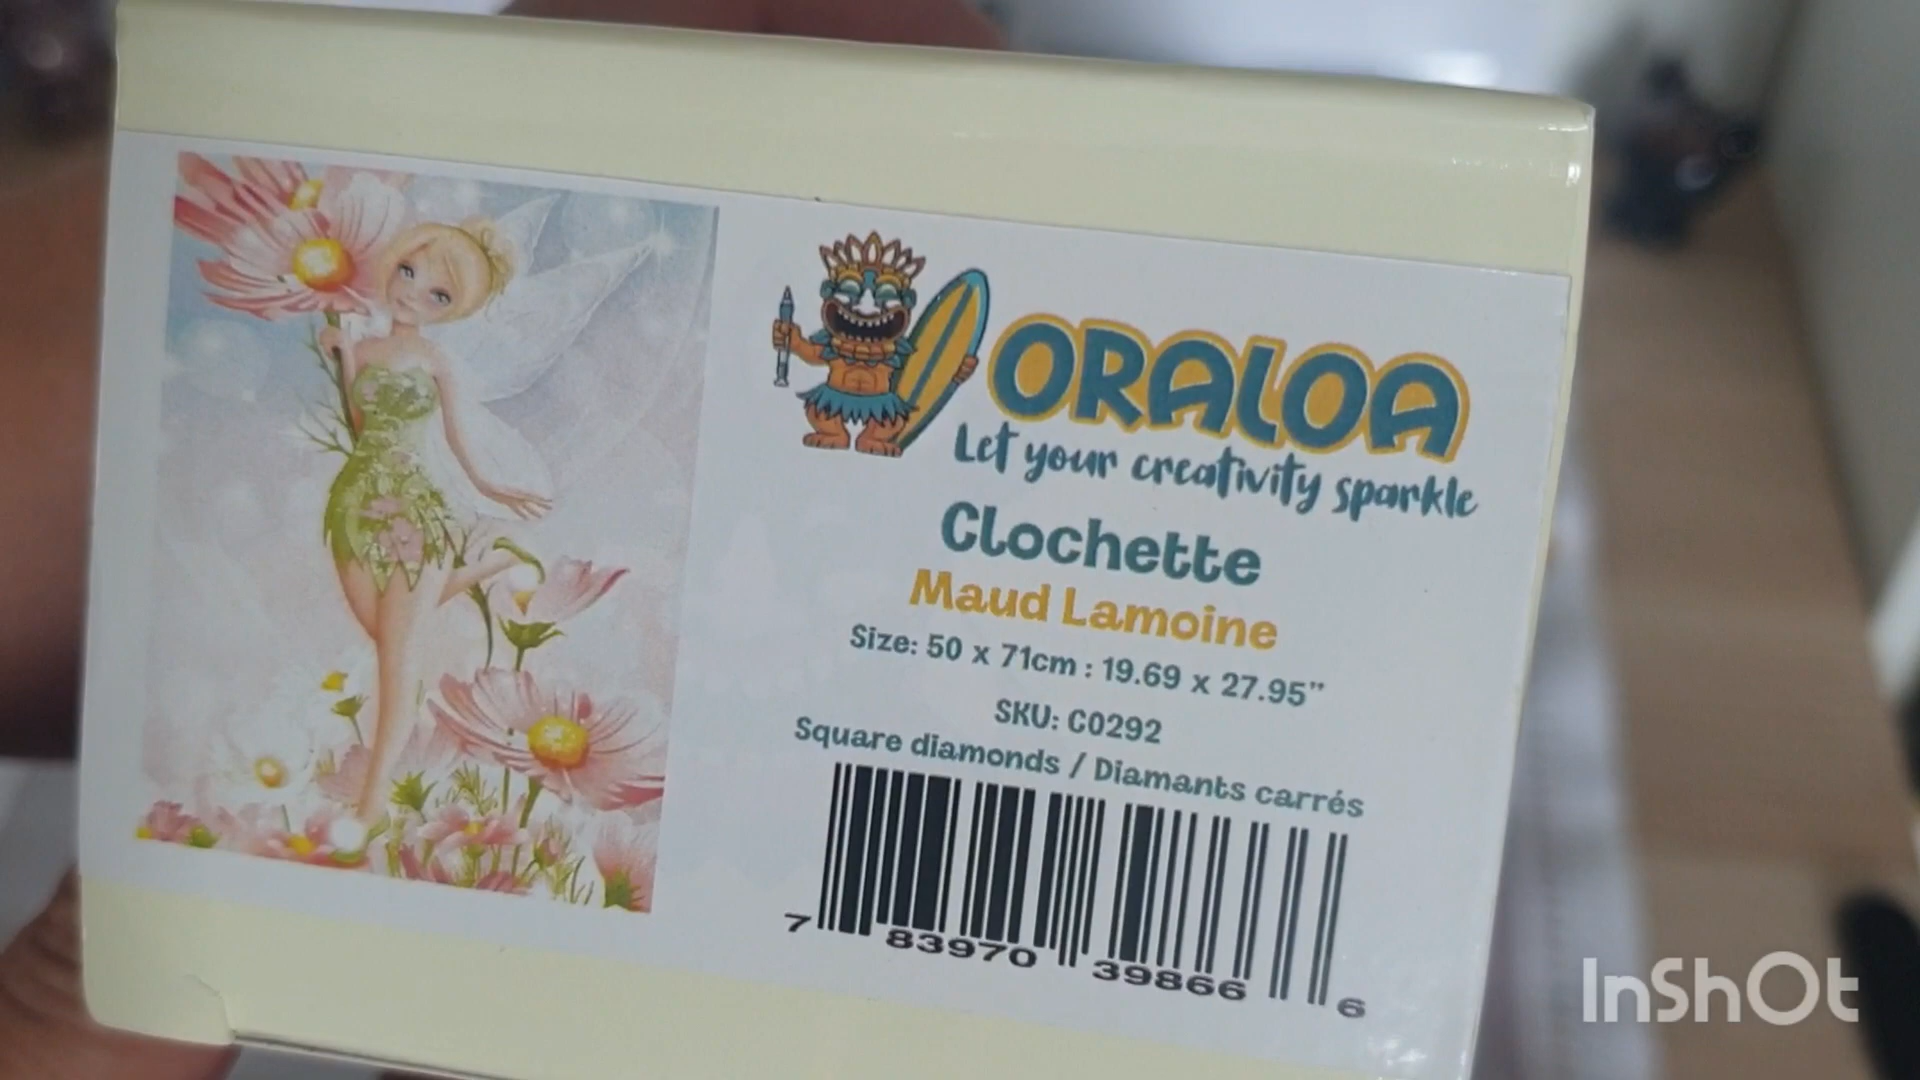 ORALOA
Let your creativity sparkle
Clochette
Maud Lamoine
Size: 50 x 71cm : 19.69 x 27.95"
SKU: C0292
Square diamonds / Diamants carrés
7 83970 39866 6
InShOt